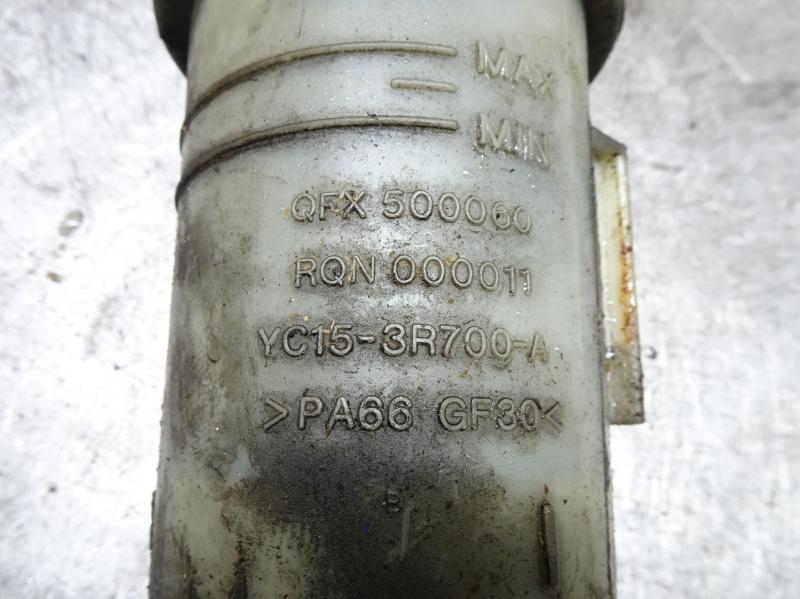 MAX
MIN
QFX 500060
RQN 000011
YC15-3R700-A
>PA66 GF30<
B